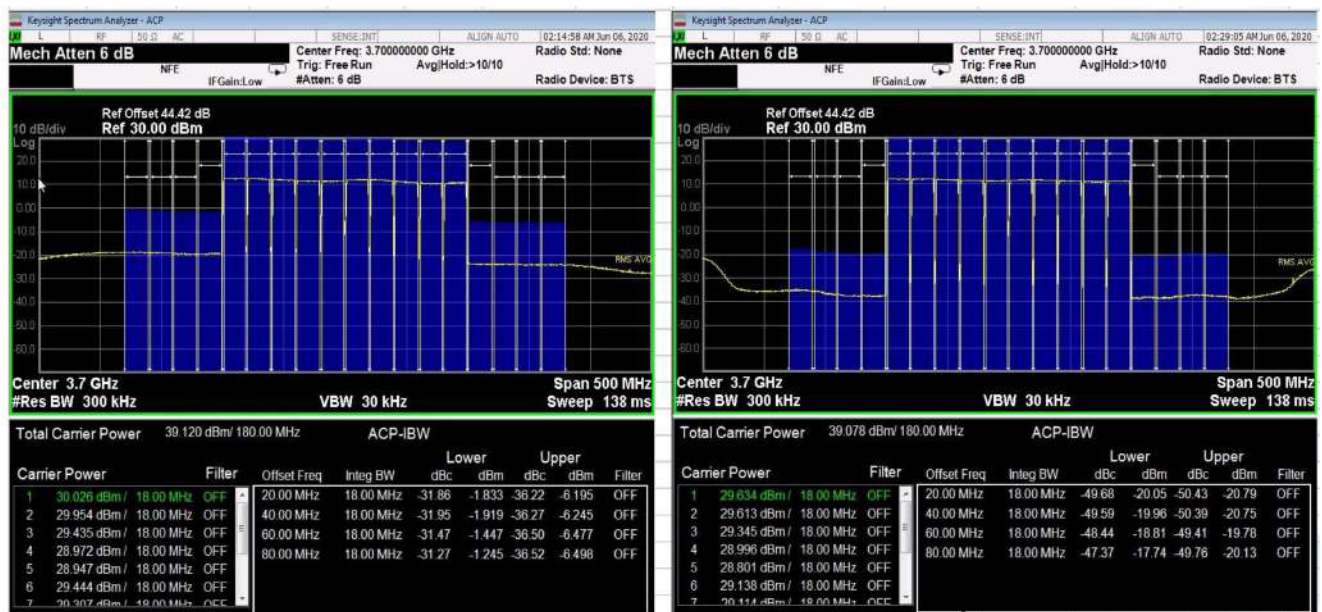 Keysight Spectrum Analyzer - ACP
LXI L RF 50 Ω AC SENSE:INT ALIGN AUTO 02:14:58 AM Jun 06, 2020
Mech Atten 6 dB
NFE
IFGain:Low
Center Freq: 3.700000000 GHz
Trig: Free Run Avg|Hold:>10/10
#Atten: 6 dB
Radio Std: None
Radio Device: BTS
Ref Offset 44.42 dB
10 dB/div Ref 30.00 dBm
Log
20.0
10.0
0.00
-10.0
-20.0
-30.0
-40.0
-50.0
-60.0
RMS AVG
Center 3.7 GHz Span 500 MHz
#Res BW 300 kHz VBW 30 kHz Sweep 138 ms
Total Carrier Power 39.120 dBm/ 180.00 MHz ACP-IBW
Lower Upper
Carrier Power Filter Offset Freq Integ BW dBc dBm dBc dBm Filter
1 30.026 dBm / 18.00 MHz OFF 20.00 MHz 18.00 MHz -31.86 -1.833 -36.22 -6.195 OFF
2 29.954 dBm / 18.00 MHz OFF 40.00 MHz 18.00 MHz -31.95 -1.919 -36.27 -6.245 OFF
3 29.435 dBm / 18.00 MHz OFF 60.00 MHz 18.00 MHz -31.47 -1.447 -36.50 -6.477 OFF
4 28.972 dBm / 18.00 MHz OFF 80.00 MHz 18.00 MHz -31.27 -1.245 -36.52 -6.498 OFF
5 28.947 dBm / 18.00 MHz OFF
6 29.444 dBm / 18.00 MHz OFF
7 29.307 dBm / 18.00 MHz OFF
Keysight Spectrum Analyzer - ACP
LXI L RF 50 Ω AC SENSE:INT ALIGN AUTO 02:29:05 AM Jun 06, 2020
Mech Atten 6 dB
NFE
IFGain:Low
Center Freq: 3.700000000 GHz
Trig: Free Run Avg|Hold:>10/10
#Atten: 6 dB
Radio Std: None
Radio Device: BTS
Ref Offset 44.42 dB
10 dB/div Ref 30.00 dBm
Log
20.0
10.0
0.00
-10.0
-20.0
-30.0
-40.0
-50.0
-60.0
RMS AVG
Center 3.7 GHz Span 500 MHz
#Res BW 300 kHz VBW 30 kHz Sweep 138 ms
Total Carrier Power 39.078 dBm/ 180.00 MHz ACP-IBW
Lower Upper
Carrier Power Filter Offset Freq Integ BW dBc dBm dBc dBm Filter
1 29.634 dBm / 18.00 MHz OFF 20.00 MHz 18.00 MHz -49.68 -20.05 -50.43 -20.79 OFF
2 29.613 dBm / 18.00 MHz OFF 40.00 MHz 18.00 MHz -49.59 -19.96 -50.39 -20.75 OFF
3 29.345 dBm / 18.00 MHz OFF 60.00 MHz 18.00 MHz -48.44 -18.81 -49.41 -19.78 OFF
4 28.996 dBm / 18.00 MHz OFF 80.00 MHz 18.00 MHz -47.37 -17.74 -49.76 -20.13 OFF
5 28.801 dBm / 18.00 MHz OFF
6 29.138 dBm / 18.00 MHz OFF
7 29.114 dBm / 18.00 MHz OFF